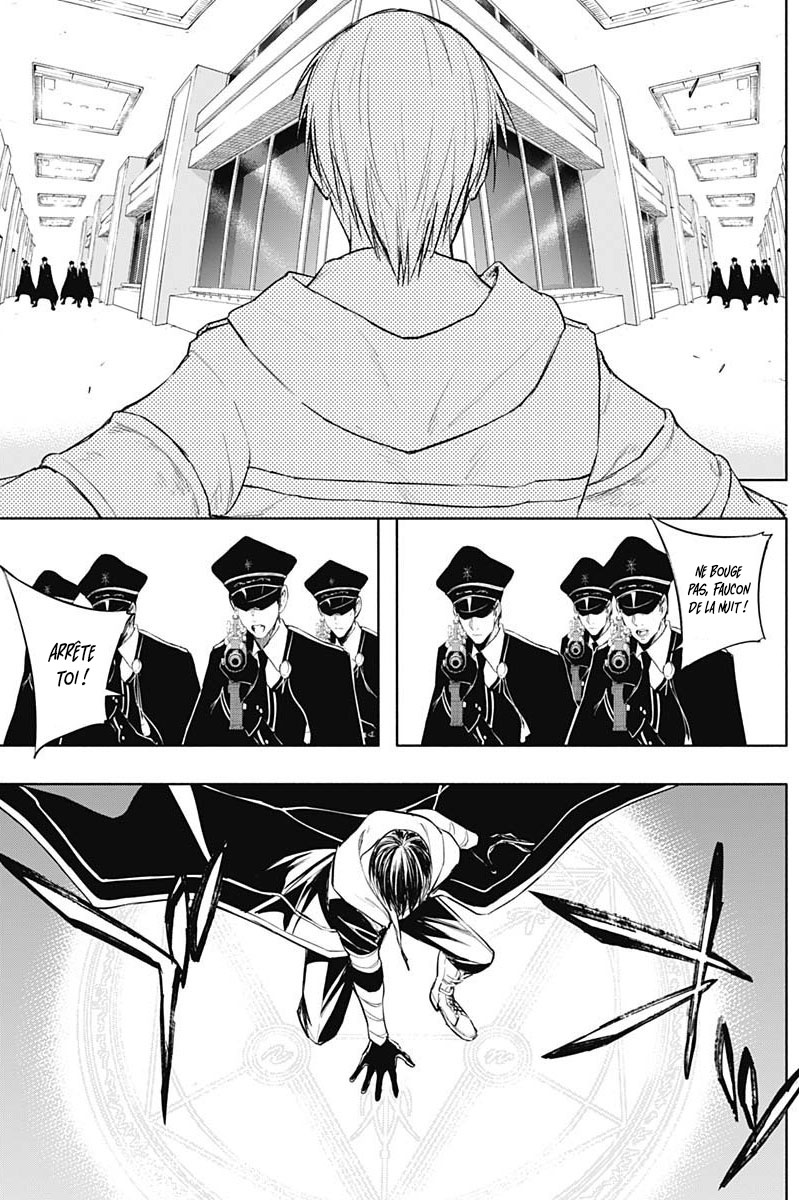 NE BOUGE
PAS, FAUCON
DE LA NUIT !
ARRÊTE
TOI !